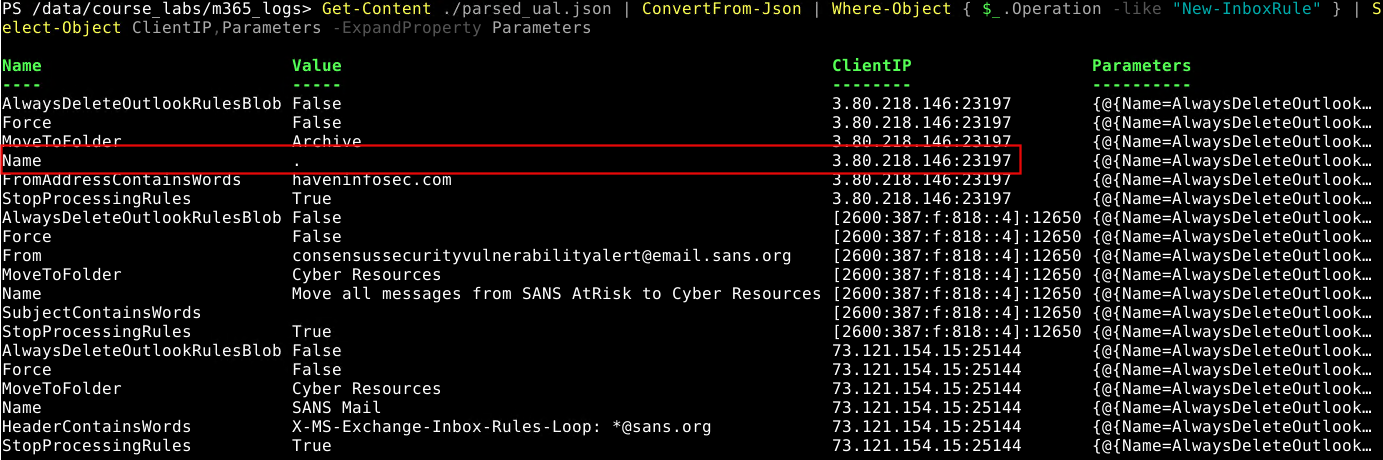 PS /data/course_labs/m365_logs> Get-Content ./parsed_ual.json | ConvertFrom-Json | Where-Object { $_.Operation -like "New-InboxRule" } | S
elect-Object ClientIP,Parameters -ExpandProperty Parameters
Name Value ClientIP Parameters
---- ----- -------- ----------
AlwaysDeleteOutlookRulesBlob False 3.80.218.146:23197 {@{Name=AlwaysDeleteOutlook…
Force False 3.80.218.146:23197 {@{Name=AlwaysDeleteOutlook…
MoveToFolder Archive 3.80.218.146:23197 {@{Name=AlwaysDeleteOutlook…
Name . 3.80.218.146:23197 {@{Name=AlwaysDeleteOutlook…
FromAddressContainsWords haveninfosec.com 3.80.218.146:23197 {@{Name=AlwaysDeleteOutlook…
StopProcessingRules True 3.80.218.146:23197 {@{Name=AlwaysDeleteOutlook…
AlwaysDeleteOutlookRulesBlob False [2600:387:f:818::4]:12650 {@{Name=AlwaysDeleteOutlook…
Force False [2600:387:f:818::4]:12650 {@{Name=AlwaysDeleteOutlook…
From consensussecurityvulnerabilityalert@email.sans.org [2600:387:f:818::4]:12650 {@{Name=AlwaysDeleteOutlook…
MoveToFolder Cyber Resources [2600:387:f:818::4]:12650 {@{Name=AlwaysDeleteOutlook…
Name Move all messages from SANS AtRisk to Cyber Resources [2600:387:f:818::4]:12650 {@{Name=AlwaysDeleteOutlook…
SubjectContainsWords [2600:387:f:818::4]:12650 {@{Name=AlwaysDeleteOutlook…
StopProcessingRules True [2600:387:f:818::4]:12650 {@{Name=AlwaysDeleteOutlook…
AlwaysDeleteOutlookRulesBlob False 73.121.154.15:25144 {@{Name=AlwaysDeleteOutlook…
Force False 73.121.154.15:25144 {@{Name=AlwaysDeleteOutlook…
MoveToFolder Cyber Resources 73.121.154.15:25144 {@{Name=AlwaysDeleteOutlook…
Name SANS Mail 73.121.154.15:25144 {@{Name=AlwaysDeleteOutlook…
HeaderContainsWords X-MS-Exchange-Inbox-Rules-Loop: *@sans.org 73.121.154.15:25144 {@{Name=AlwaysDeleteOutlook…
StopProcessingRules True 73.121.154.15:25144 {@{Name=AlwaysDeleteOutlook…